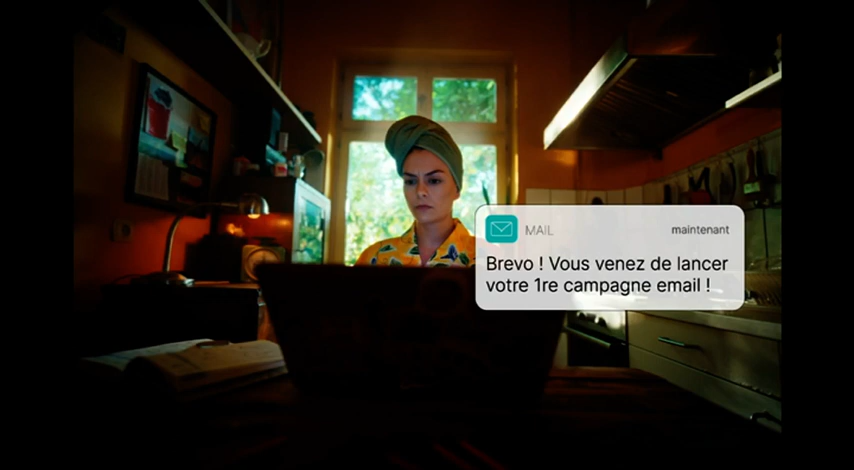 MAIL
maintenant
Brevo ! Vous venez de lancer
votre 1re campagne email !